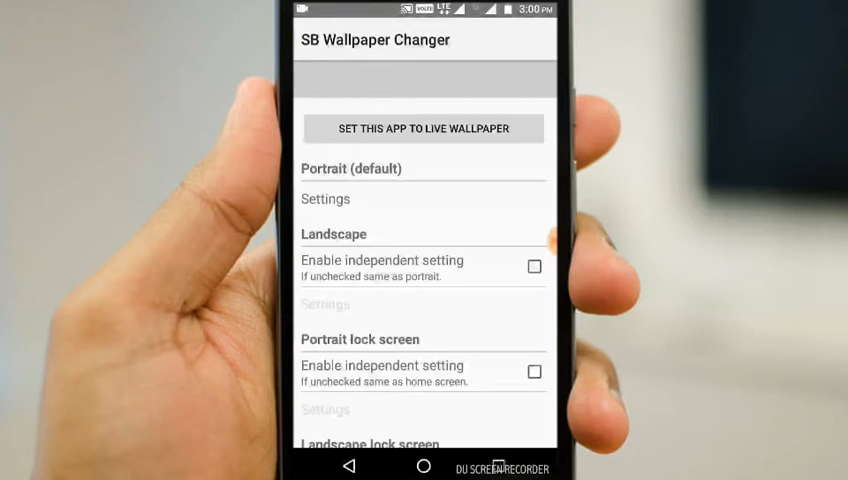 VOLTE LTE 3:00 PM
SB Wallpaper Changer
SET THIS APP TO LIVE WALLPAPER
Portrait (default)
Settings
Landscape
Enable independent setting
If unchecked same as portrait.
Settings
Portrait lock screen
Enable independent setting
If unchecked same as home screen.
Settings
Landscape lock screen
DU SCREEN RECORDER